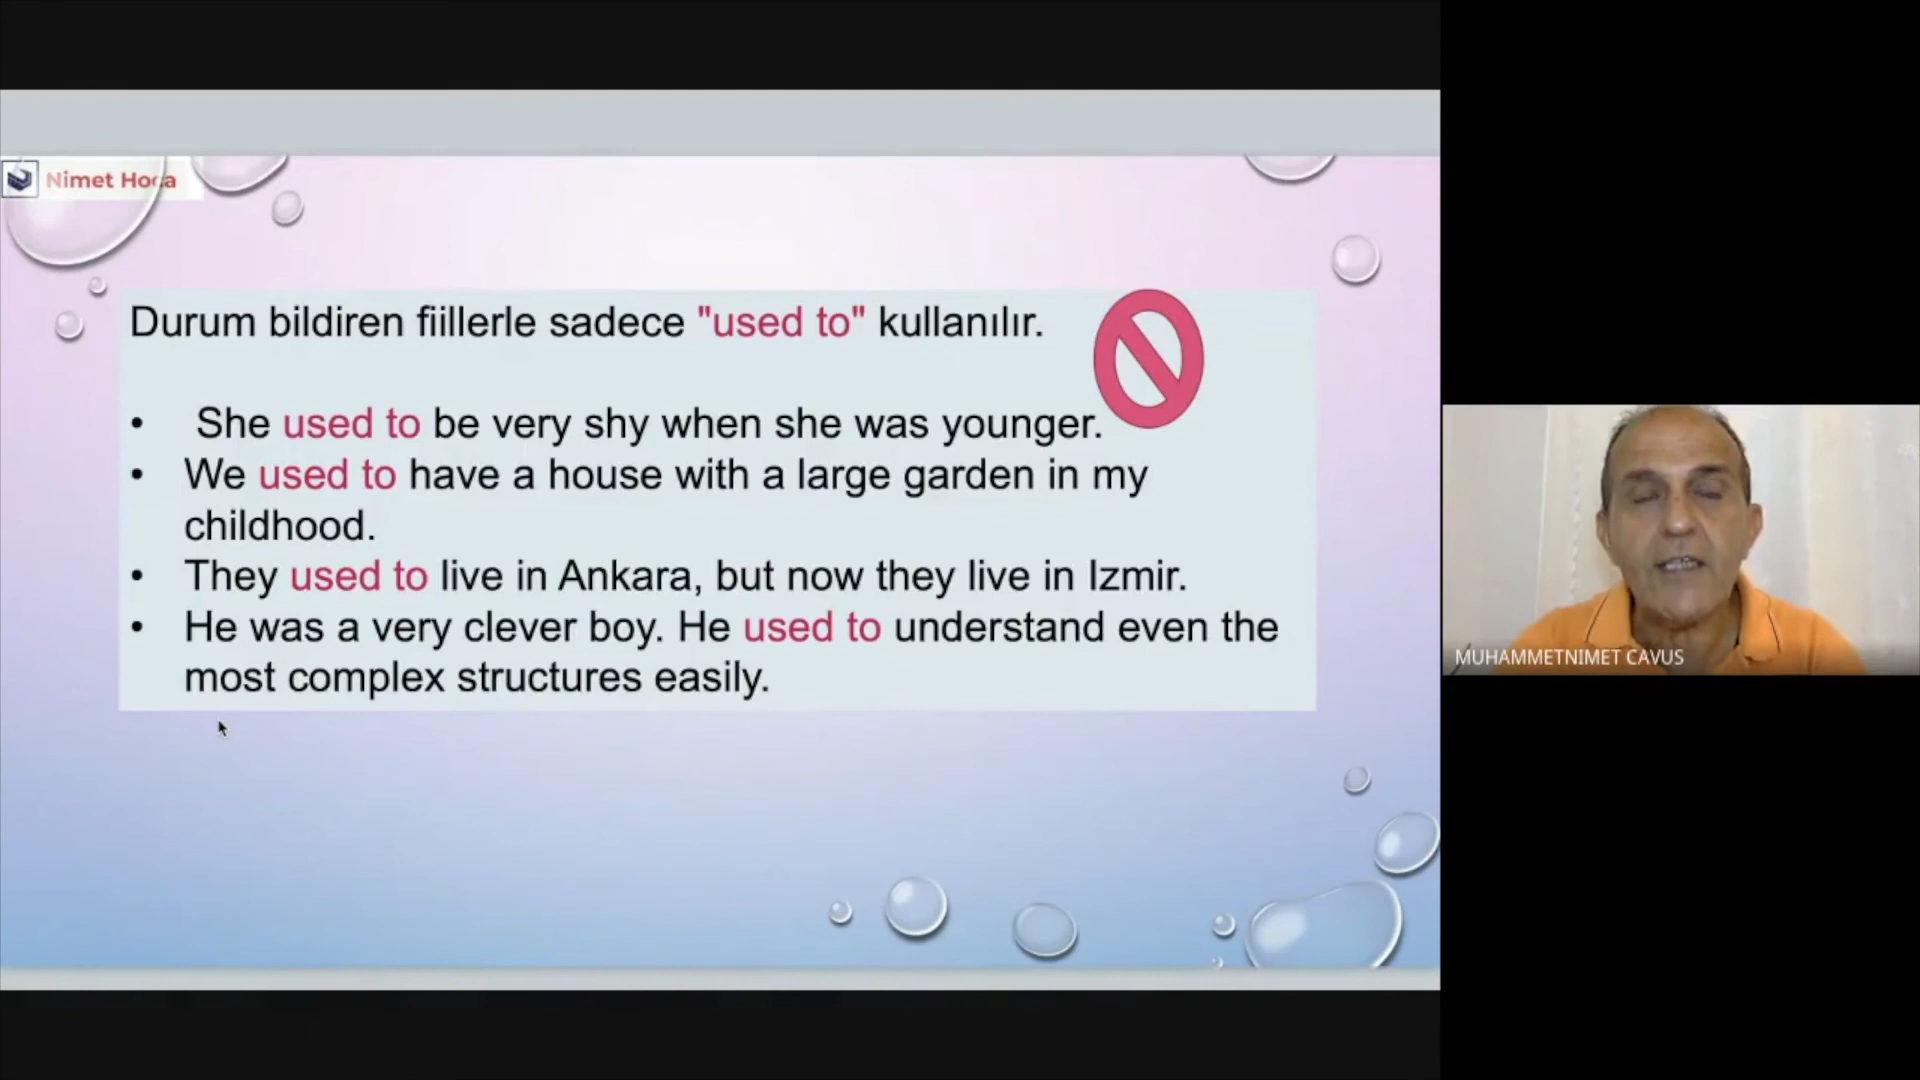 Nimet Hoca
Durum bildiren fiillerle sadece "used to" kullanılır.
• She used to be very shy when she was younger.
• We used to have a house with a large garden in my
childhood.
• They used to live in Ankara, but now they live in Izmir.
• He was a very clever boy. He used to understand even the
most complex structures easily.
MUHAMMETNIMET CAVUS